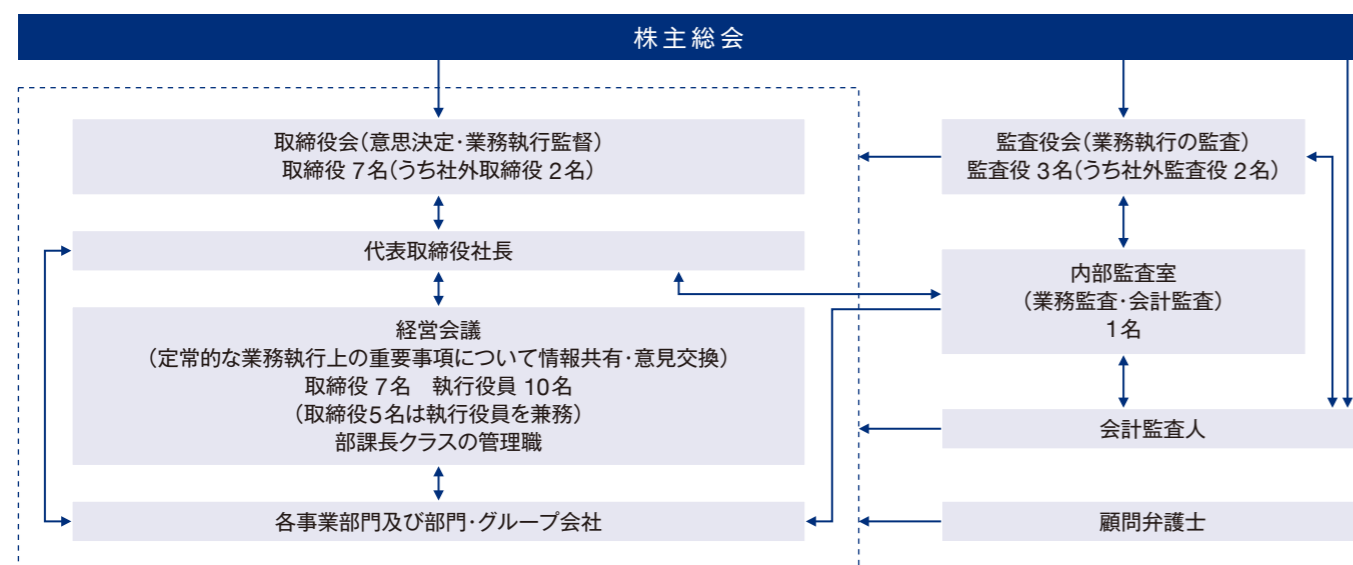 株主総会
取締役会(意思決定・業務執行監督)
取締役 7名(うち社外取締役 2名)
代表取締役社長
経営会議
(定常的な業務執行上の重要事項について情報共有・意見交換)
取締役 7名　執行役員 10名
(取締役5名は執行役員を兼務)
部課長クラスの管理職
各事業部門及び部門・グループ会社
監査役会(業務執行の監査)
監査役 3名(うち社外監査役 2名)
内部監査室
(業務監査・会計監査)
1名
会計監査人
顧問弁護士